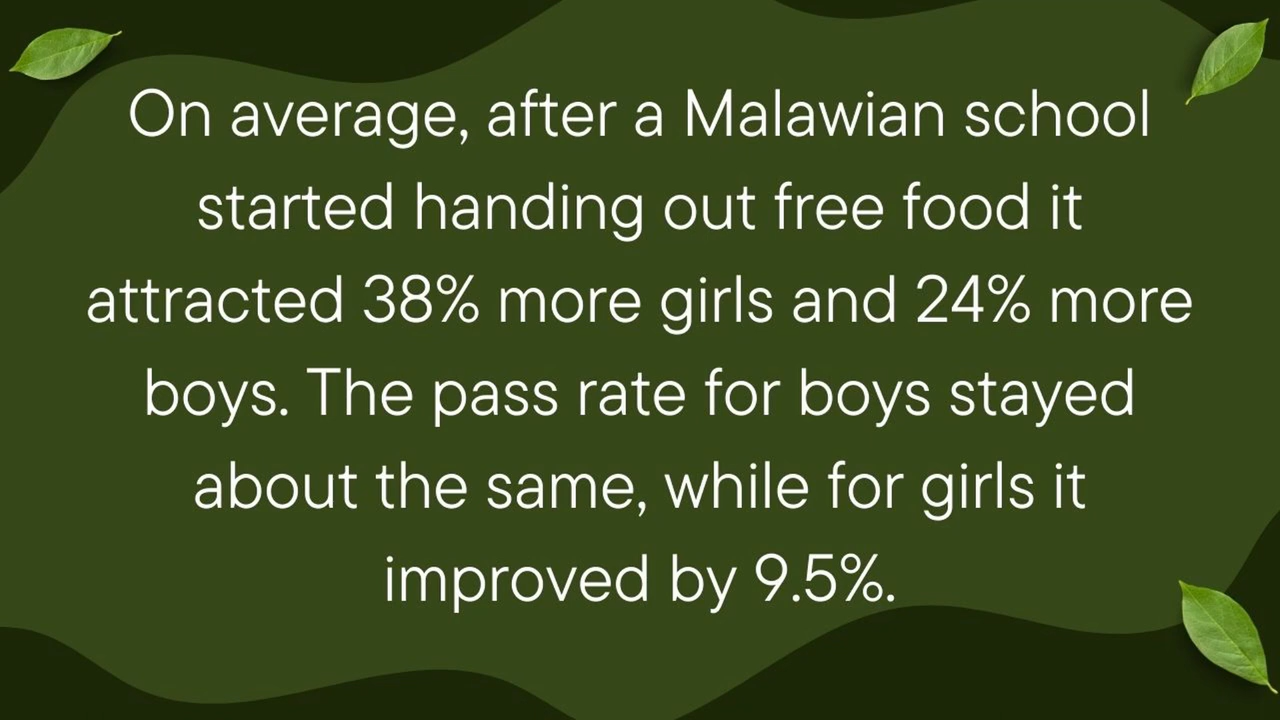 On average, after a Malawian school
started handing out free food it
attracted 38% more girls and 24% more
boys. The pass rate for boys stayed
about the same, while for girls it
improved by 9.5%.